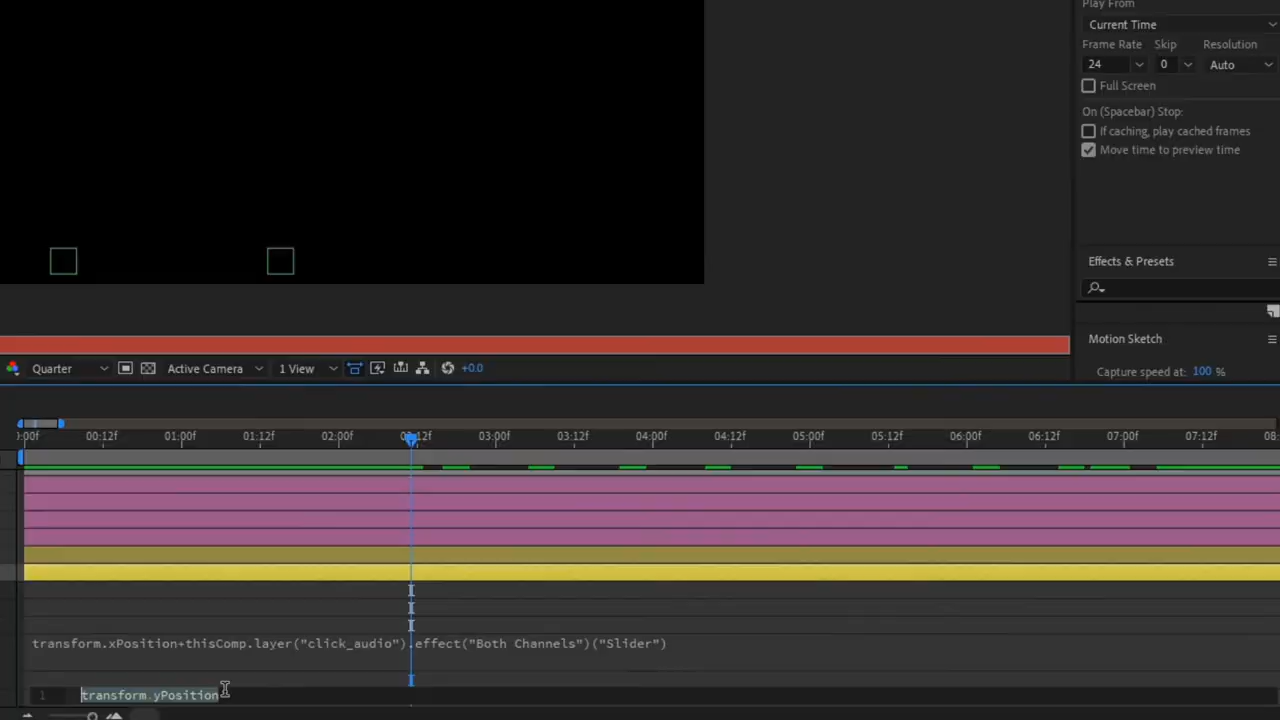 Play From
Current Time
Frame Rate Skip Resolution
24 0 Auto
Full Screen
On (Spacebar) Stop:
If caching, play cached frames
Move time to preview time
Effects & Presets
Motion Sketch
Quarter Active Camera 1 View +0.0
Capture speed at: 100 %
:00f 00:12f 01:00f 01:12f 02:00f 02:12f 03:00f 03:12f 04:00f 04:12f 05:00f 05:12f 06:00f 06:12f 07:00f 07:12f 08:
transform.xPosition+thisComp.layer("click_audio").effect("Both Channels")("Slider")
1 transform.yPosition